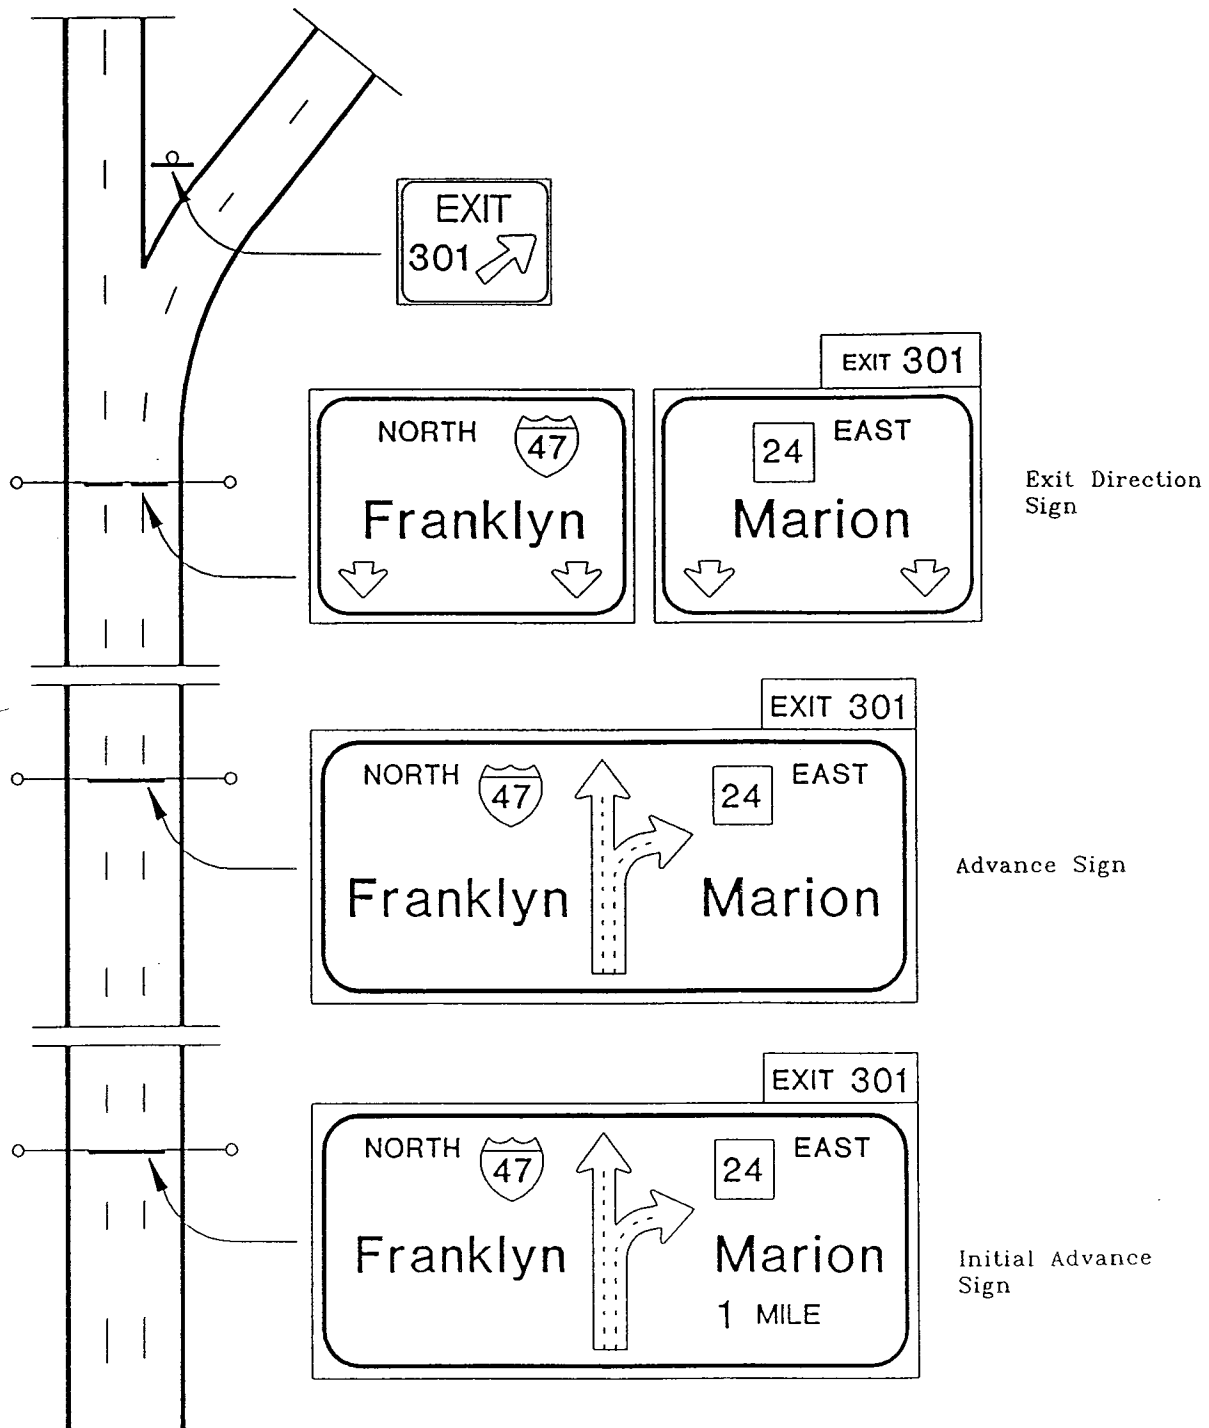 EXIT
301
EXIT 301
NORTH 47
Franklyn
24 EAST
Marion
Exit Direction
Sign
EXIT 301
NORTH 47
24 EAST
Franklyn
Marion
Advance Sign
EXIT 301
NORTH 47
24 EAST
Franklyn
Marion
1 MILE
Initial Advance
Sign